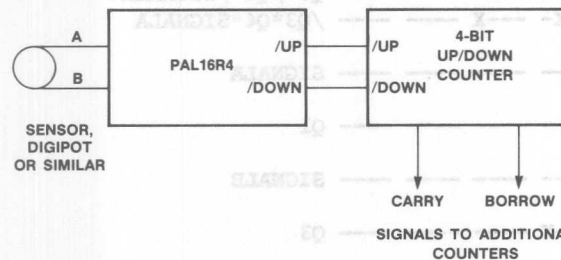 A
B
SENSOR,
DIGIPOT
OR SIMILAR
PAL16R4
/UP
/DOWN
/UP
/DOWN
4-BIT
UP/DOWN
COUNTER
CARRY
BORROW
SIGNALS TO ADDITIONA
COUNTERS